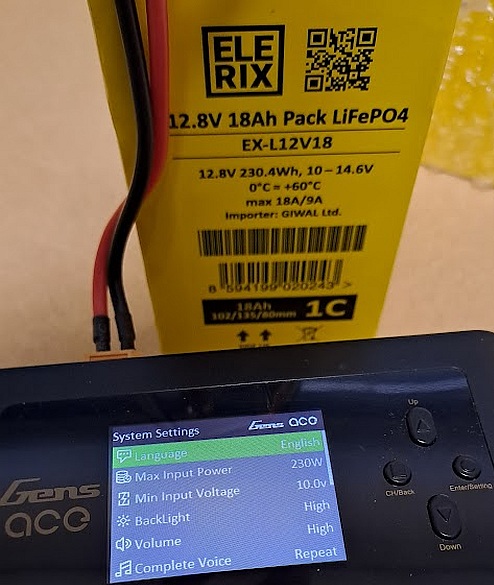 ELE
RIX
12.8V 18Ah Pack LiFePO4
EX-L12V18
12.8V 230.4Wh, 10 – 14.6V
0°C = +60°C
max 18A/9A
Importer: GIWAL Ltd.
8 594199 020243 >
18Ah
102/135/80mm 1C
System Settings Gens ace
Language English
Max Input Power 230W
Min Input Voltage 10.0v
BackLight High
Volume High
Complete Voice Repeat
Gens
ace
Up
CH/Back
Enter/Setting
Down